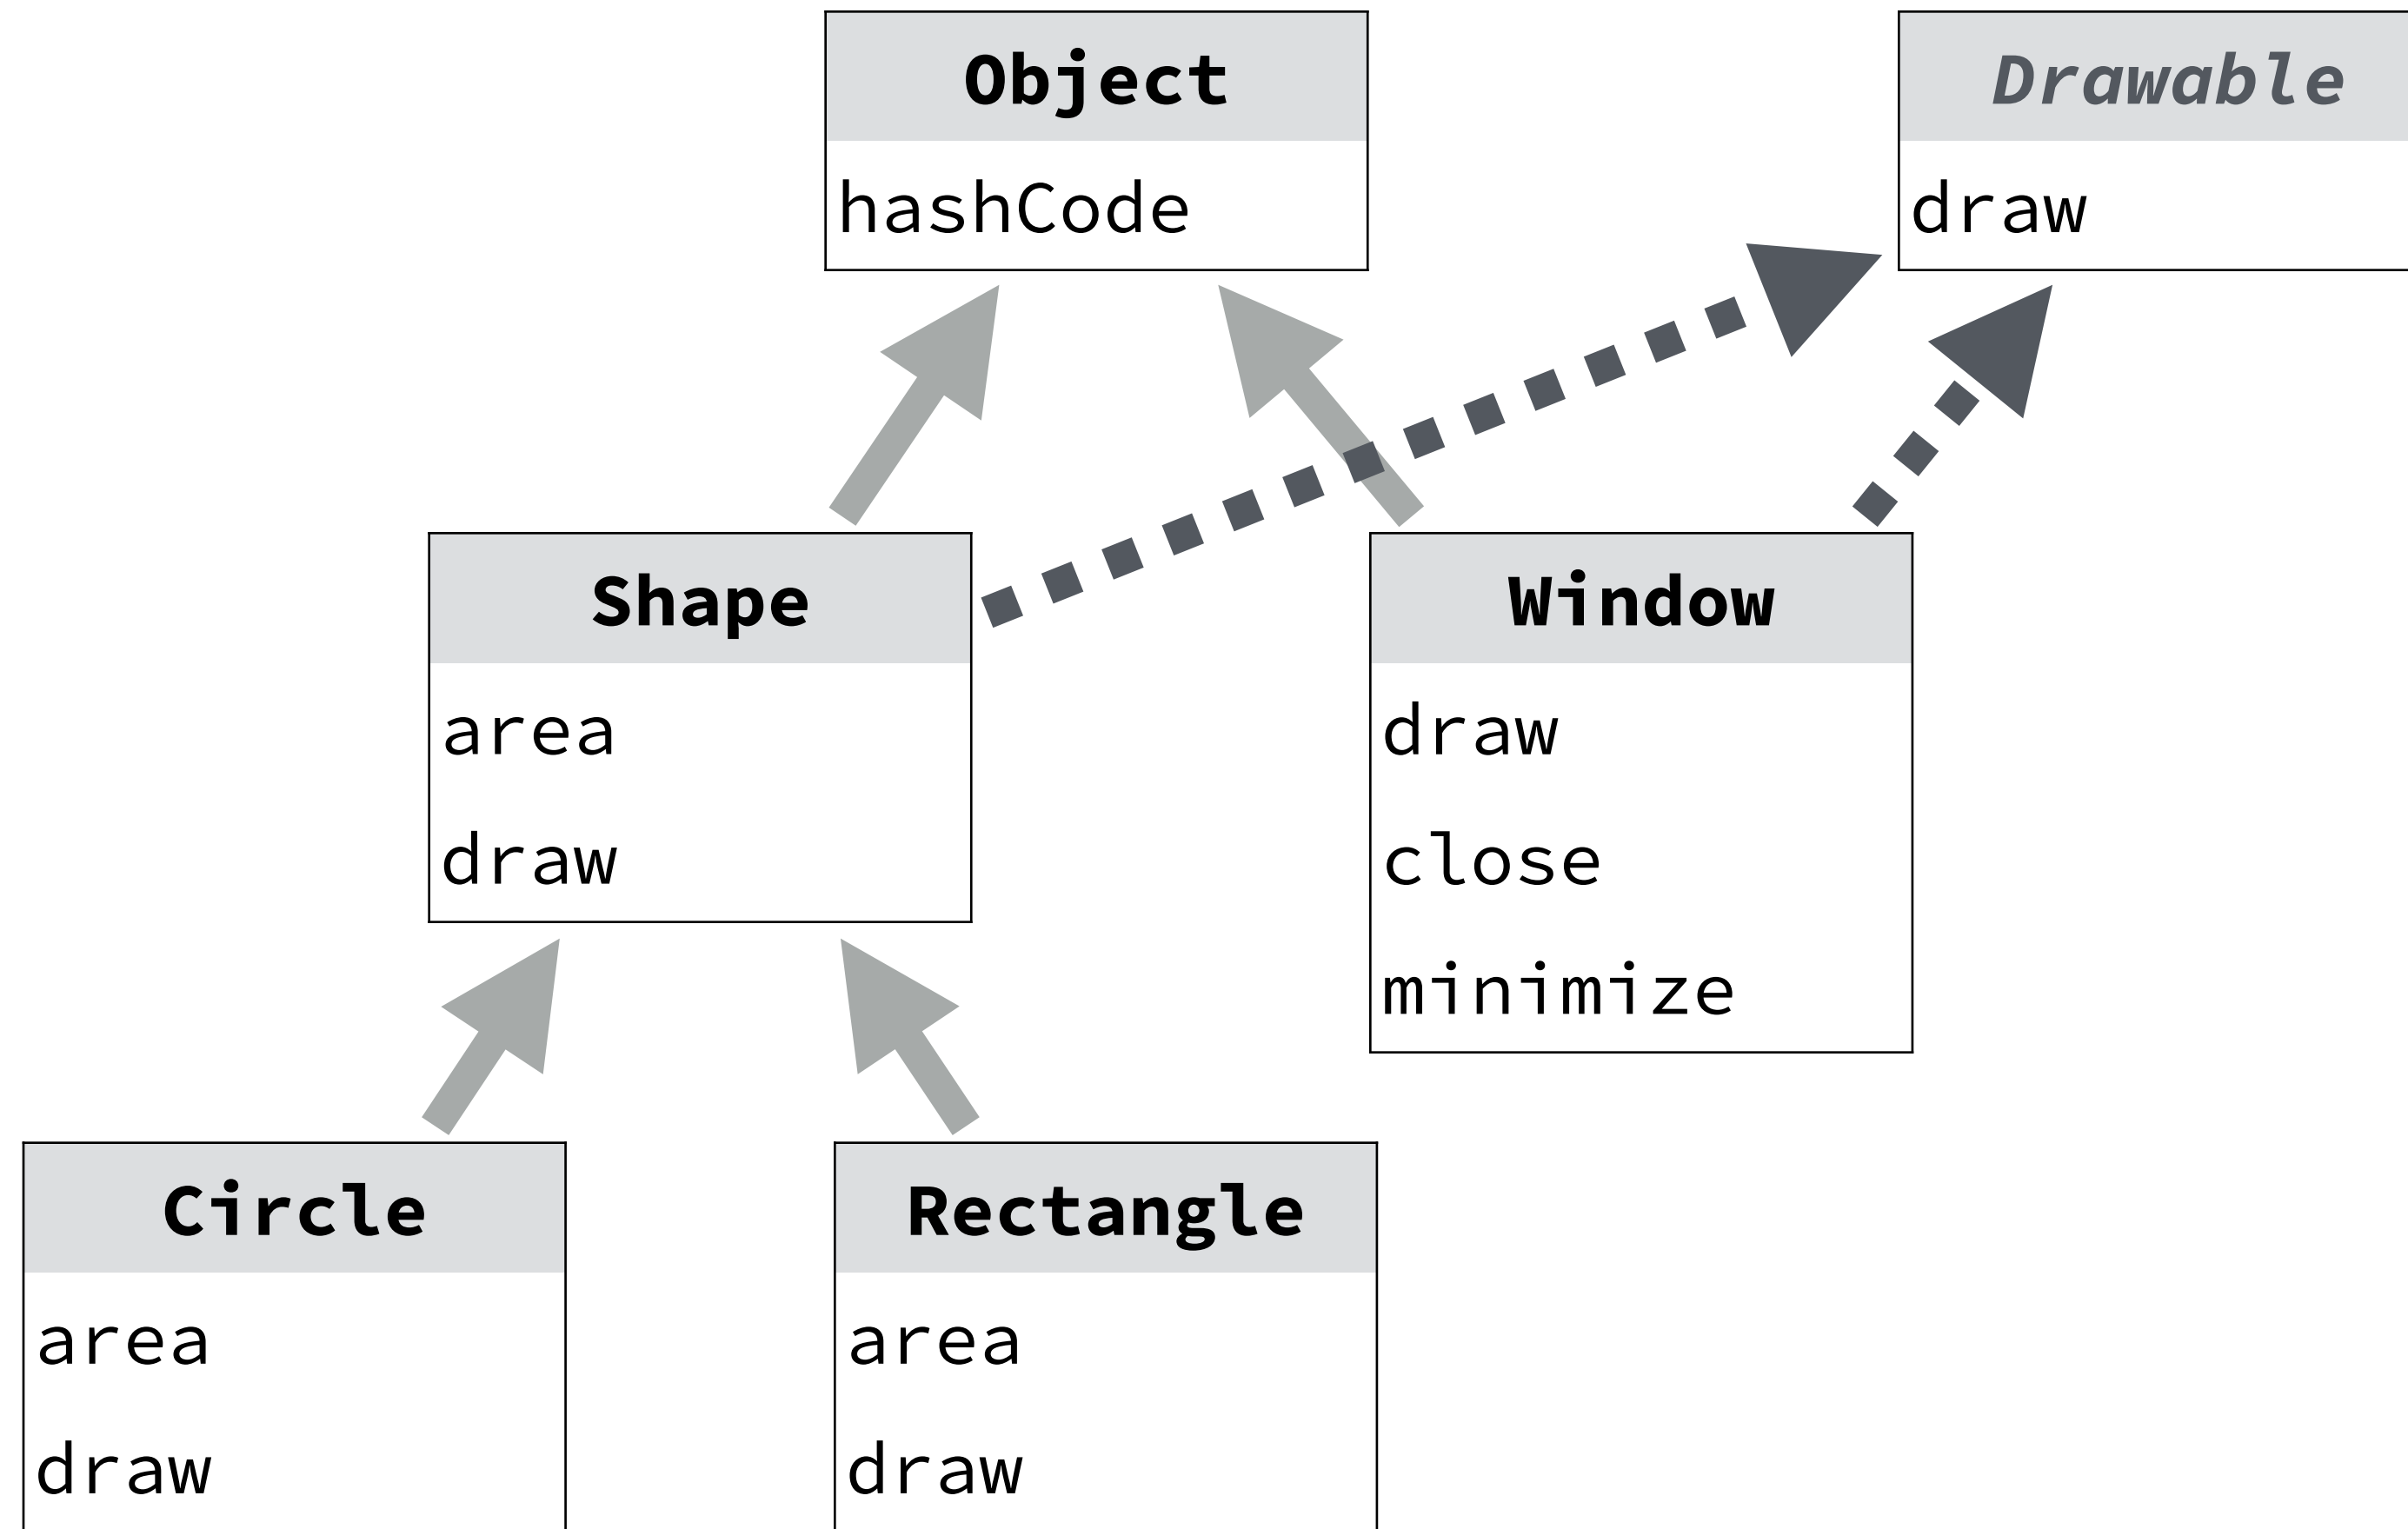 Object
hashCode
Drawable
draw
Shape
area
draw
Window
draw
close
minimize
Circle
area
draw
Rectangle
area
draw